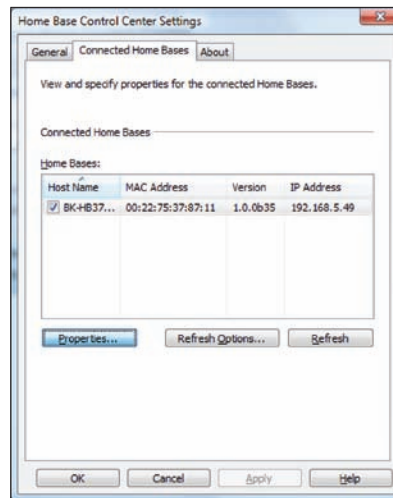 Home Base Control Center Settings
General Connected Home Bases About
View and specify properties for the connected Home Bases.
Connected Home Bases
Home Bases:
Host Name MAC Address Version IP Address
BK-HB37... 00:22:75:37:87:11 1.0.0b35 192.168.5.49
Properties... Refresh Options... Refresh
OK Cancel Apply Help